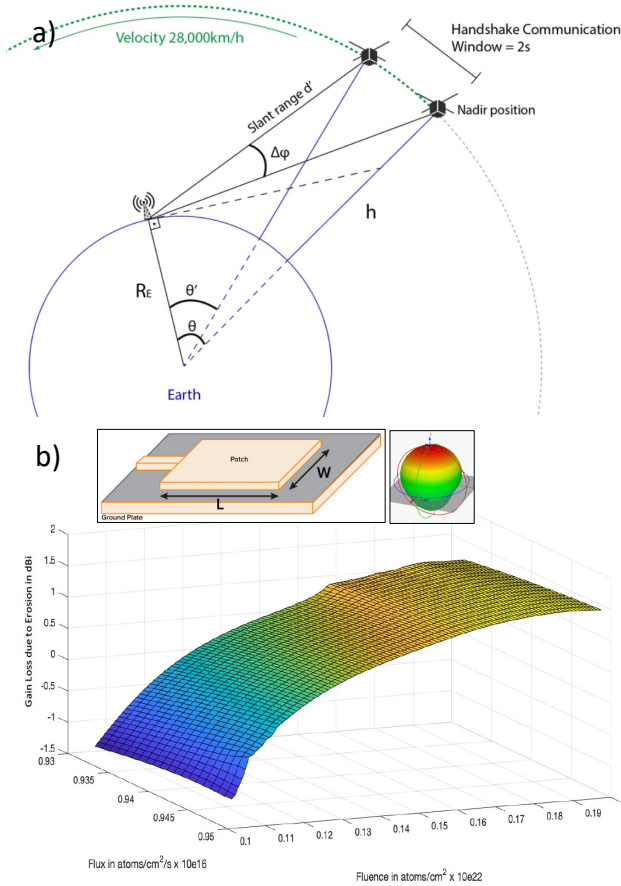 a)
Velocity 28,000km/h
Handshake Communication
Window = 2s
Slant range d'
Nadir position
Δφ
h
RE
θ'
θ
Earth
b)
Patch
W
L
Ground Plate
2
1.5
1
0.5
0
-0.5
-1
-1.5
Gain Loss due to Erosion in dBi
0.93
0.935
0.94
0.945
0.95
Flux in atoms/cm²/s x 10e16
0.1
0.11
0.12
0.13
0.14
0.15
0.16
0.17
0.18
0.19
Fluence in atoms/cm² x 10e22